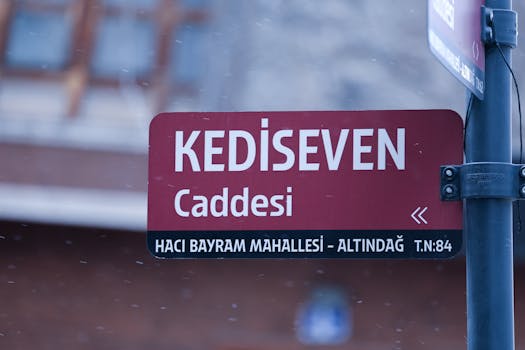 KEDİSEVEN
Caddesi
HACI BAYRAM MAHALLESİ - ALTINDAĞ T.N:84